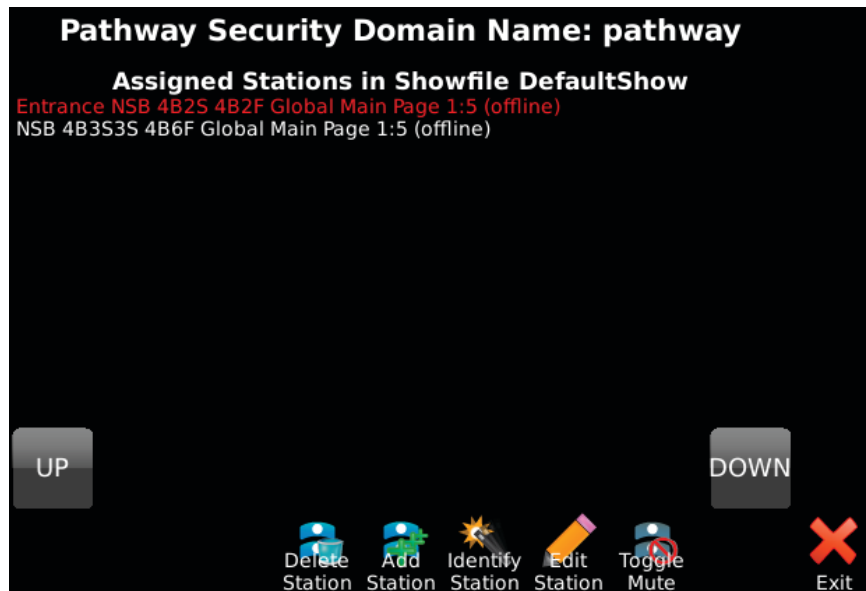 Pathway Security Domain Name: pathway
Assigned Stations in Showfile DefaultShow
Entrance NSB 4B2S 4B2F Global Main Page 1:5 (offline)
NSB 4B3S3S 4B6F Global Main Page 1:5 (offline)
UP
DOWN
Delete Station
Add Station
Identify Station
Edit Station
Toggle Mute
Exit